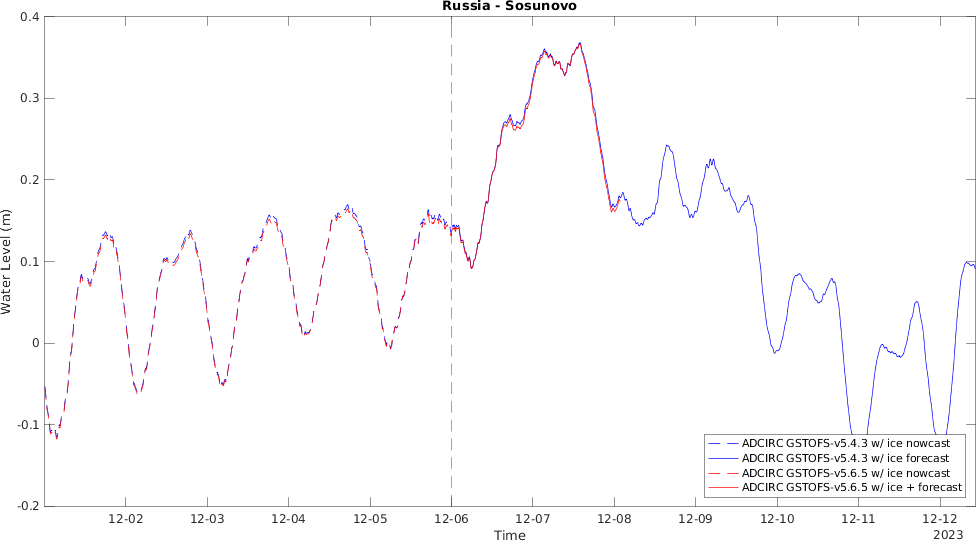 Russia - Sosunovo
0.4
0.3
0.2
0.1
0
-0.1
-0.2
Water Level (m)
12-02 12-03 12-04 12-05 12-06 12-07 12-08 12-09 12-10 12-11 12-12
2023
Time
ADCIRC GSTOFS-v5.4.3 w/ ice nowcast
ADCIRC GSTOFS-v5.4.3 w/ ice forecast
ADCIRC GSTOFS-v5.6.5 w/ ice nowcast
ADCIRC GSTOFS-v5.6.5 w/ ice + forecast